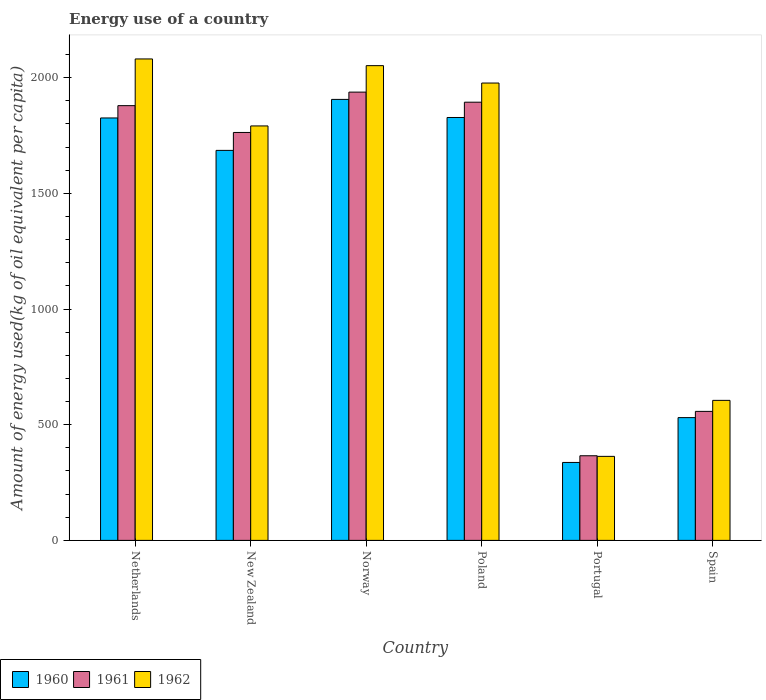 Energy use of a country
Amount of energy used(kg of oil equivalent per capita)
2000
1500
1000
500
0
Netherlands
New Zealand
Norway
Poland
Portugal
Spain
Country
1960
1961
1962